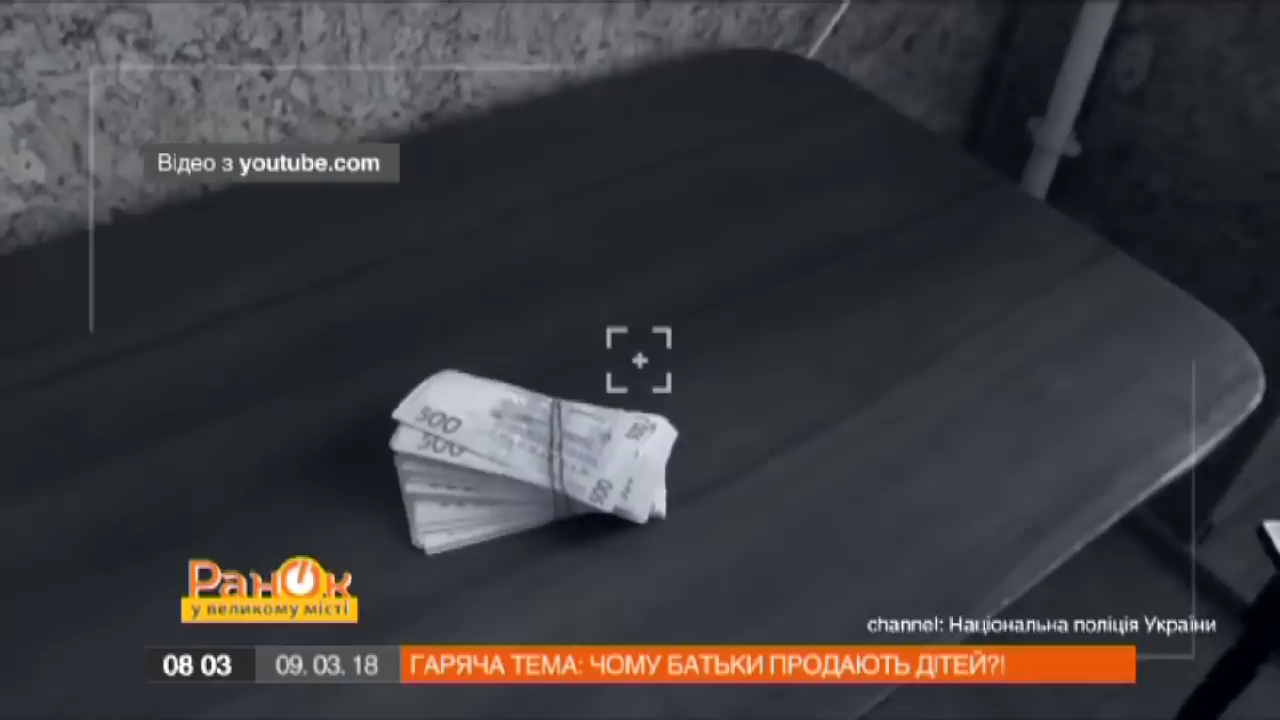 Відео з youtube.com
500
500
500
Ранок
у великому місті
channel: Національна поліція України
08 03
09. 03. 18
ГАРЯЧА ТЕМА: ЧОМУ БАТЬКИ ПРОДАЮТЬ ДІТЕЙ?!